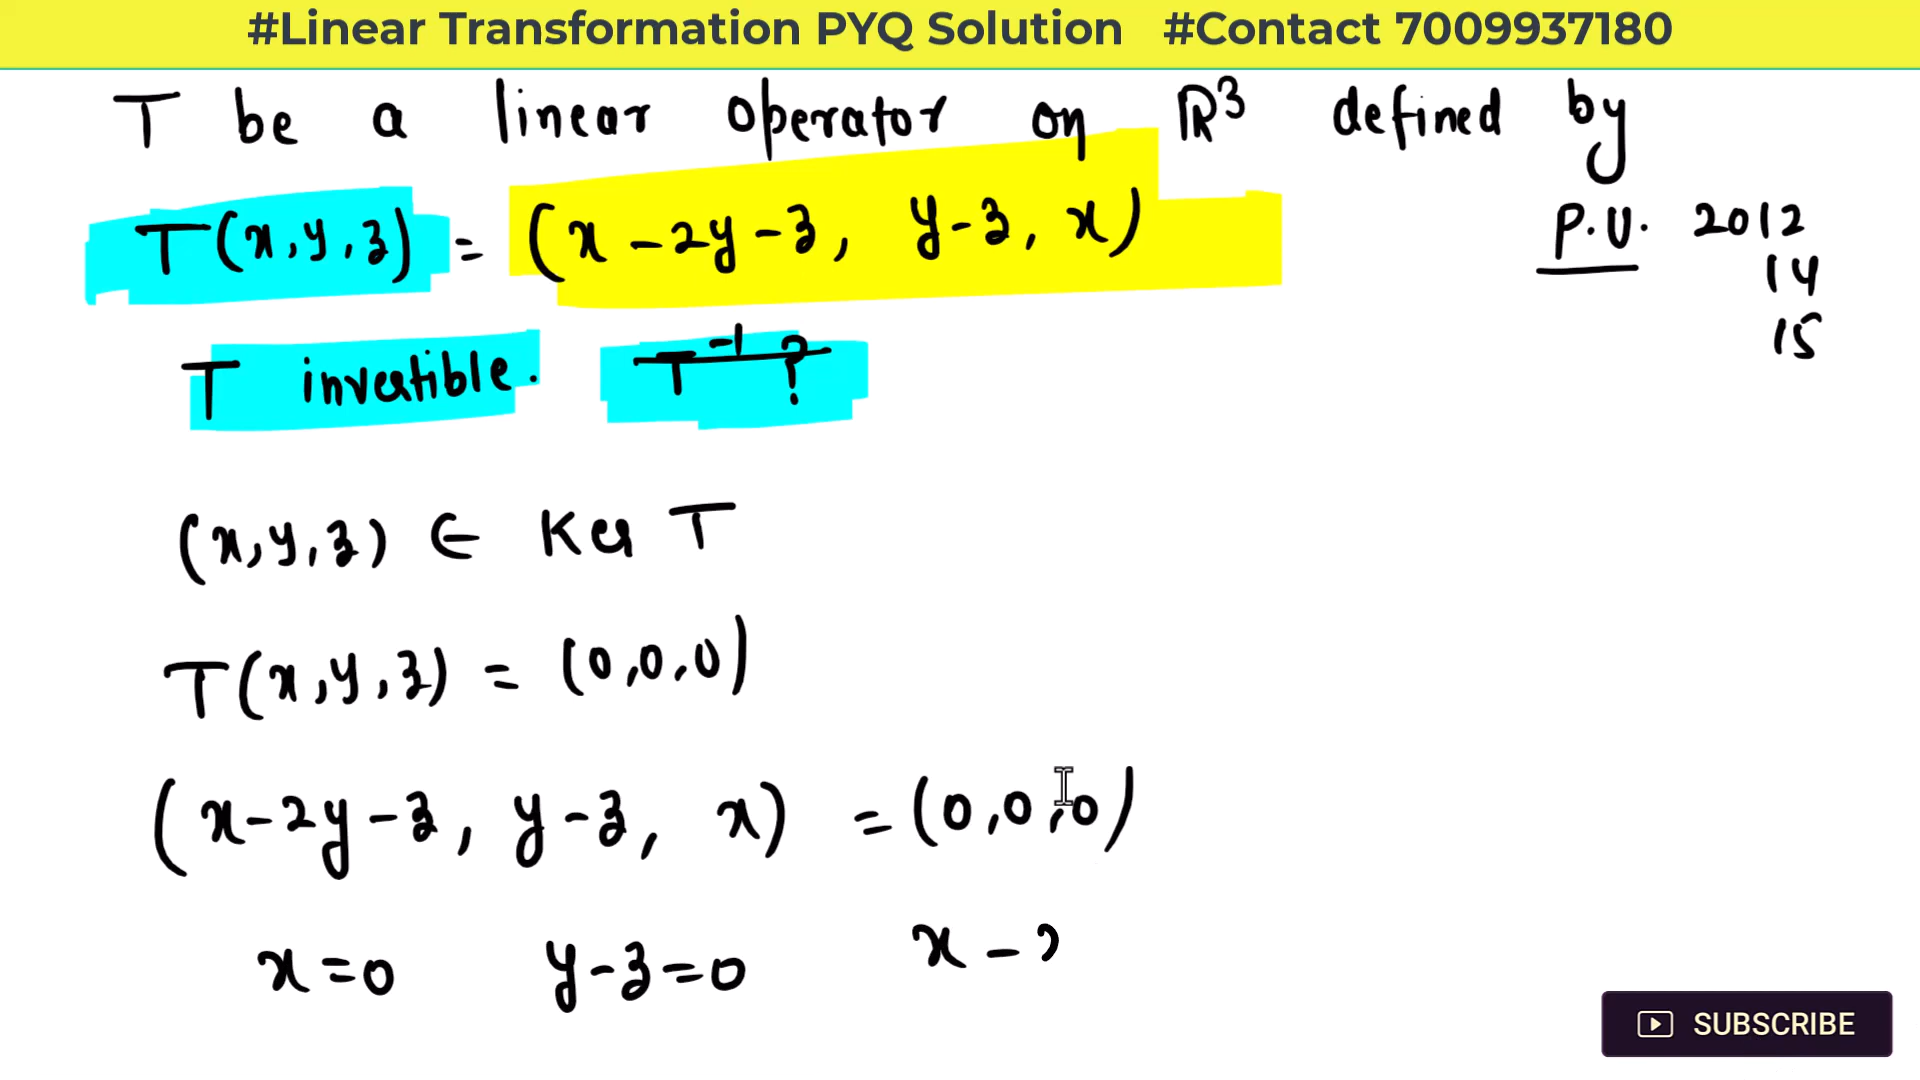 #Linear Transformation PYQ Solution #Contact 7009937180
T be a linear operator on ℝ³ defined by
T(x,y,z) = (x-2y-z, y-z, x)
P.U. 2012
14
15
T invertible. T⁻¹ ?
(x,y,z) ∈ Ker T
T(x,y,z) = (0,0,0)
(x-2y-z, y-z, x) = (0,0,0)
x=0 y-z=0 x-
SUBSCRIBE